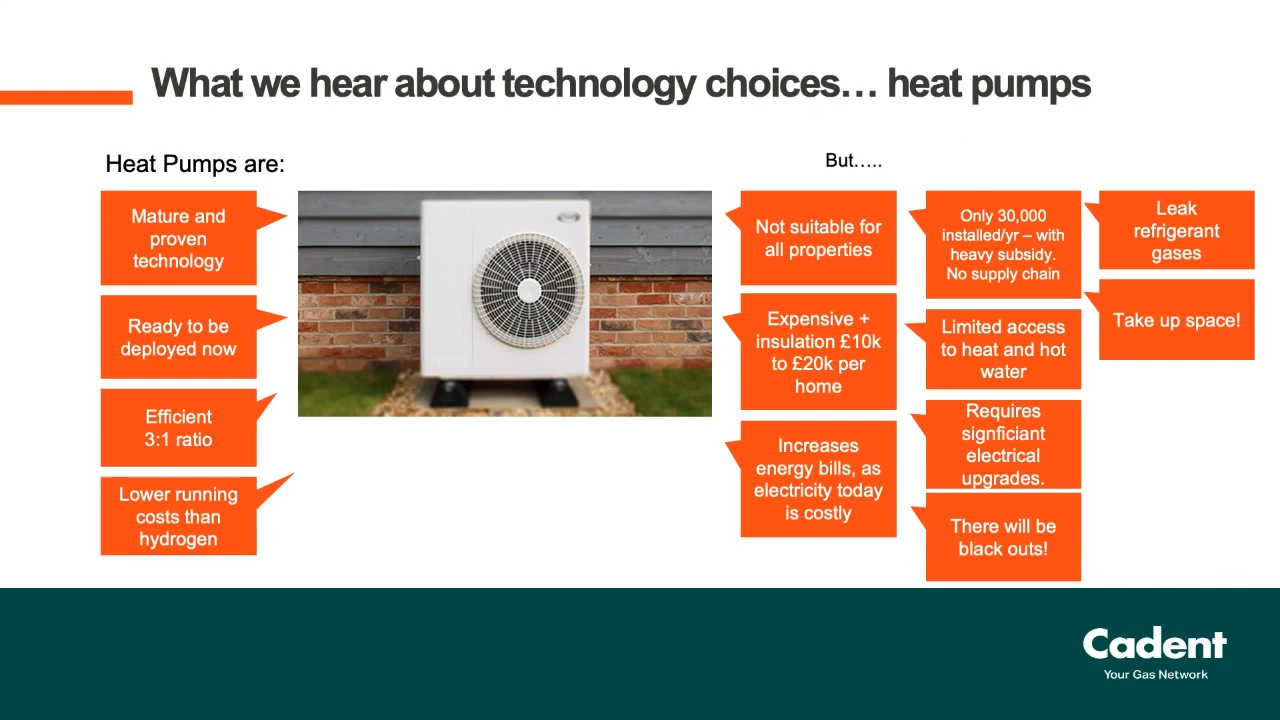 What we hear about technology choices… heat pumps
Heat Pumps are:
Mature and
proven
technology
Ready to be
deployed now
Efficient
3:1 ratio
Lower running
costs than
hydrogen
But…..
Not suitable for
all properties
Expensive +
insulation £10k
to £20k per
home
Increases
energy bills, as
electricity today
is costly
Only 30,000
installed/yr – with
heavy subsidy.
No supply chain
Limited access
to heat and hot
water
Requires
signficiant
electrical
upgrades.
There will be
black outs!
Leak
refrigerant
gases
Take up space!
Cadent
Your Gas Network